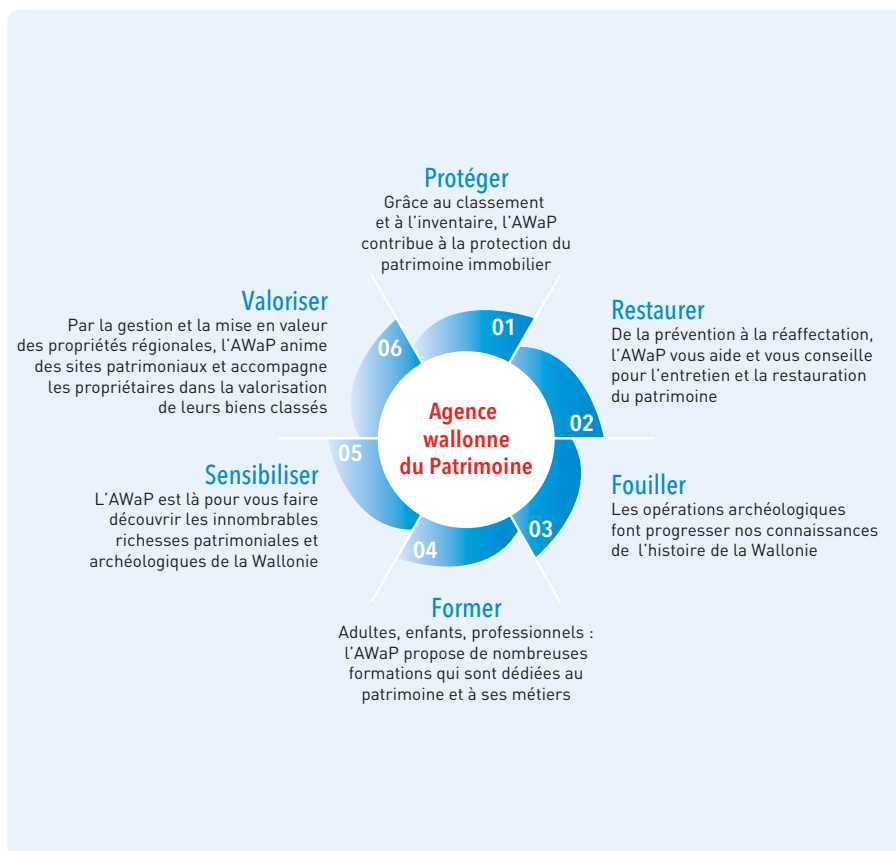 Protéger
Grâce au classement
et à l'inventaire, l'AWaP
contribue à la protection du
patrimoine immobilier
01
Restaurer
De la prévention à la réaffectation,
l'AWaP vous aide et vous conseille
pour l'entretien et la restauration
du patrimoine
02
Fouiller
Les opérations archéologiques
font progresser nos connaissances
de l'histoire de la Wallonie
03
Former
Adultes, enfants, professionnels :
l'AWaP propose de nombreuses
formations qui sont dédiées au
patrimoine et à ses métiers
04
Sensibiliser
L'AWaP est là pour vous faire
découvrir les innombrables
richesses patrimoniales et
archéologiques de la Wallonie
05
Valoriser
Par la gestion et la mise en valeur
des propriétés régionales, l'AWaP anime
des sites patrimoniaux et accompagne
les propriétaires dans la valorisation
de leurs biens classés
06
Agence
wallonne
du Patrimoine